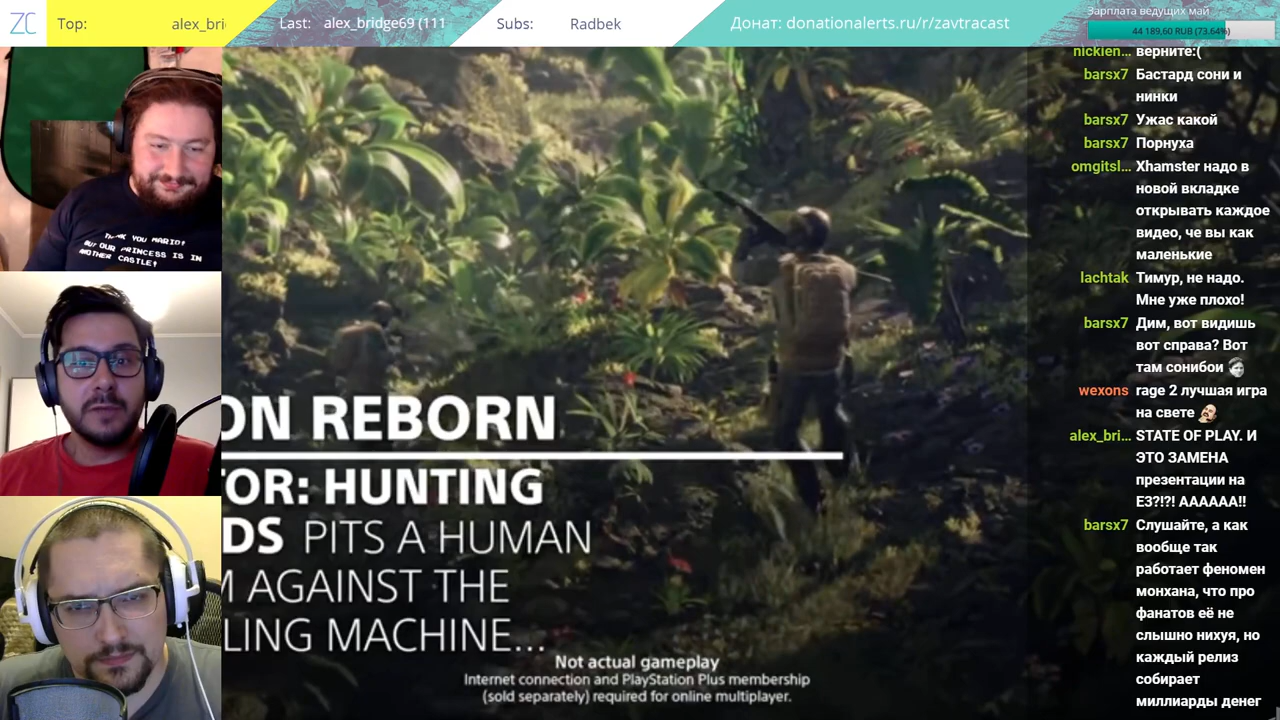 ZC
Top:
alex_bri
Last: alex_bridge69 (111
Subs: Radbek
Донат: donationalerts.ru/r/zavtracast
Зарплата ведущих май
44 189,60 RUB (73.64%)
THANK YOU MARIO!
BUT OUR PRINCESS IS IN
ANOTHER CASTLE!
ON REBORN
TOR: HUNTING
DS PITS A HUMAN
M AGAINST THE
LING MACHINE...
Not actual gameplay
Internet connection and PlayStation Plus membership
(sold separately) required for online multiplayer.
nicklen... верните:(
barsx7 Бастард сони и
нинки
barsx7 Ужас какой
barsx7 Порнуха
omgitsl... Xhamster надо в
новой вкладке
открывать каждое
видео, че вы как
маленькие
lachtak Тимур, не надо.
Мне уже плохо!
barsx7 Дим, вот видишь
вот справа? Вот
там сонибои
wexons rage 2 лучшая игра
на свете
alex_bri... STATE OF PLAY. И
ЭТО ЗАМЕНА
презентации на
E3?!?! АААААА!!
barsx7 Слушайте, а как
вообще так
работает феномен
монхана, что про
фанатов её не
слышно нихуя, но
каждый релиз
собирает
миллиарды денег